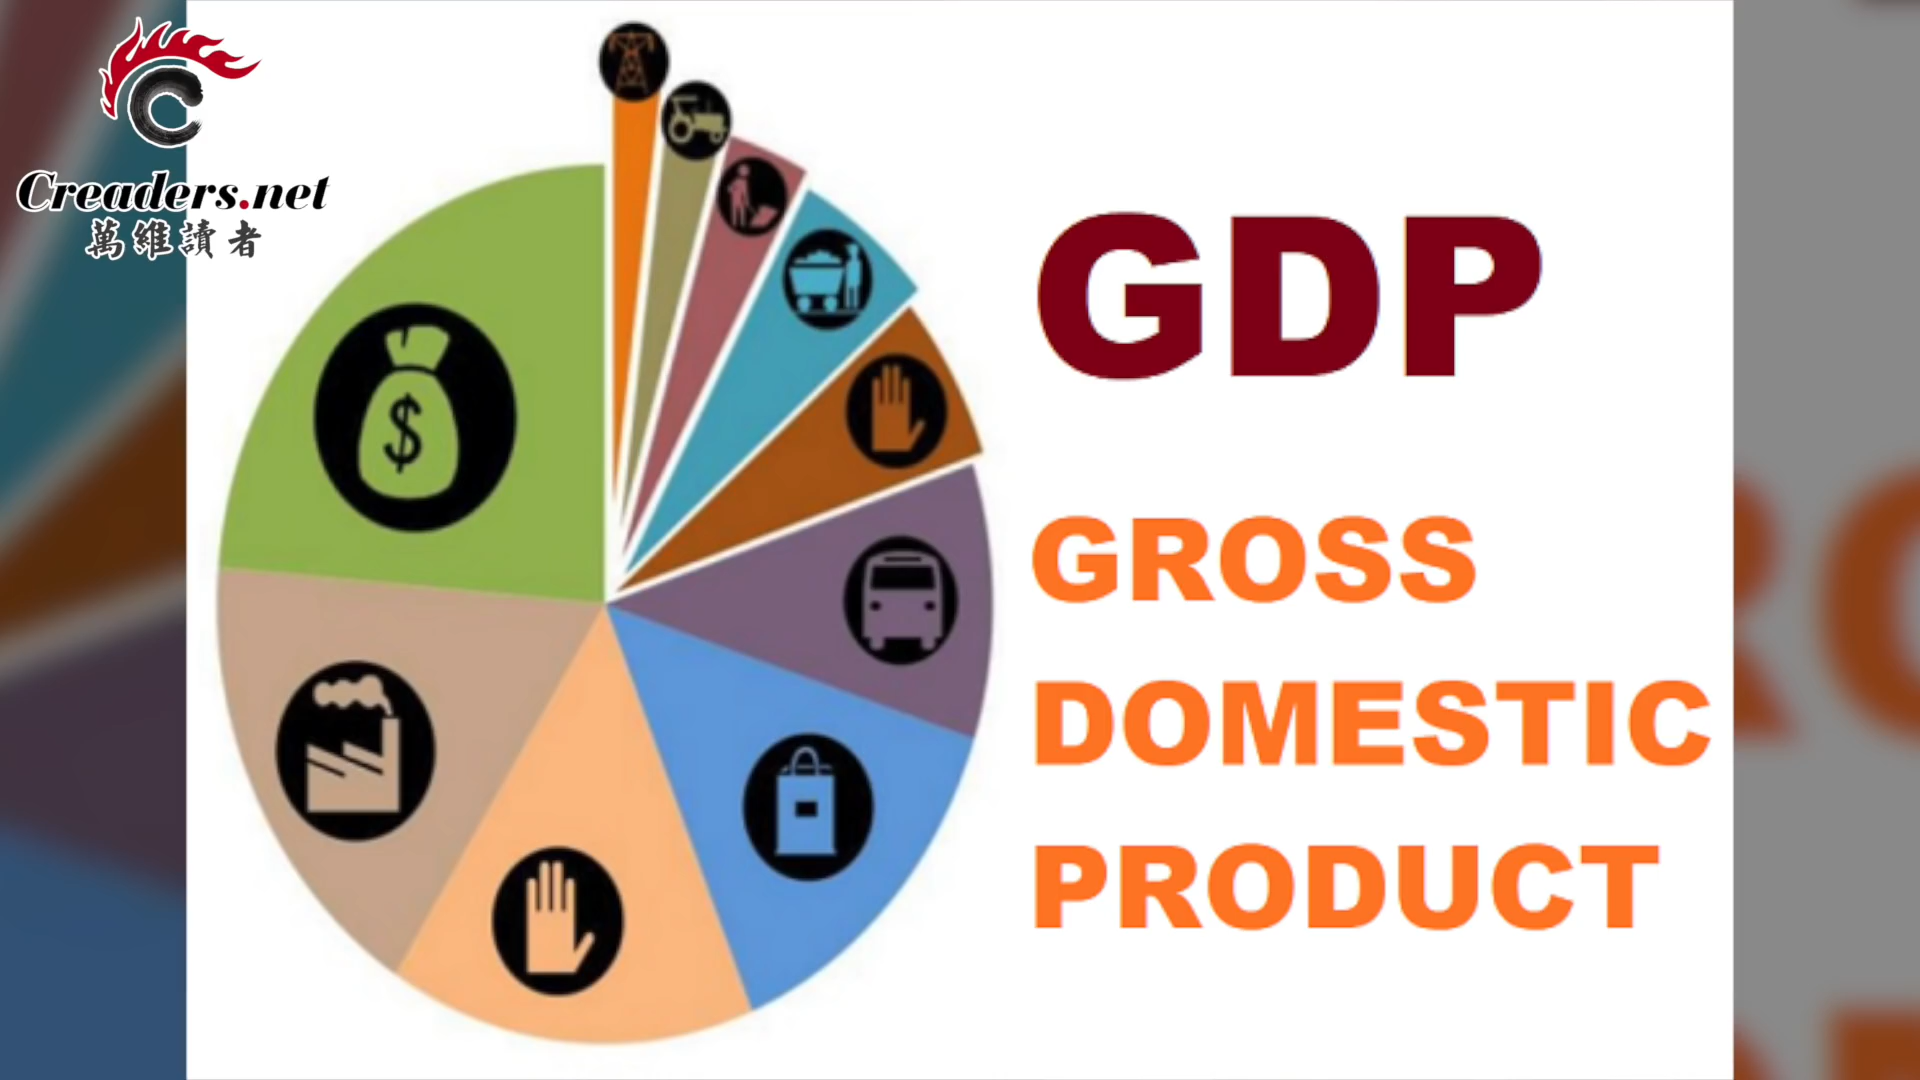 Creaders.net
萬維讀者
$
GDP
GROSS
DOMESTIC
PRODUCT